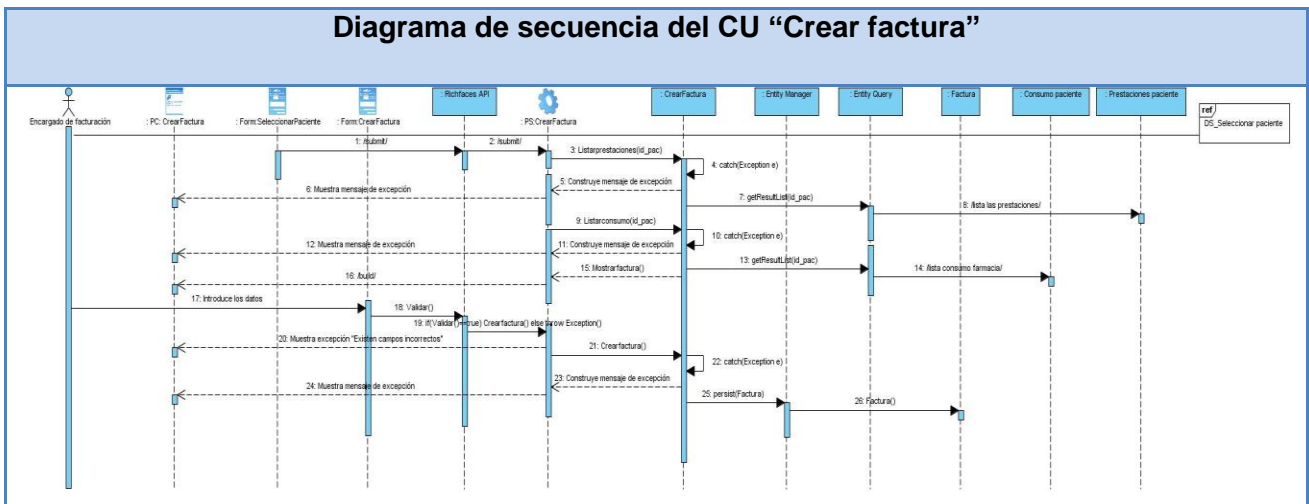 Diagrama de secuencia del CU “Crear factura”
: Richfaces API
: CrearFactura
: Entity Manager
: Entity Query
: Factura
: Consumo paciente
: Prestaciones paciente
Encargado de facturación
: PC: CrearFactura
: Form:SeleccionarPaciente
: Form:CrearFactura
: PS:CrearFactura
ref
DS_Seleccionar paciente
1: /submit/
2: /submit/
3: Listarprestaciones(id_pac)
4: catch(Exception e)
5: Construye mensaje de excepción
6: Muestra mensaje de excepción
7: getResultList(id_pac)
8: /lista las prestaciones/
9: Listarconsumo(id_pac)
10: catch(Exception e)
11: Construye mensaje de excepción
12: Muestra mensaje de excepción
13: getResultList(id_pac)
14: /lista consumo farmacia/
15: Mostrarfactura()
16: /build/
17: Introduce los datos
18: Validar()
19: if(Validar()==true) Crearfactura() else throw Exception()
20: Muestra excepción "Existen campos incorrectos"
21: Crearfactura()
22: catch(Exception e)
23: Construye mensaje de excepción
24: Muestra mensaje de excepción
25: persist(Factura)
26: Factura()